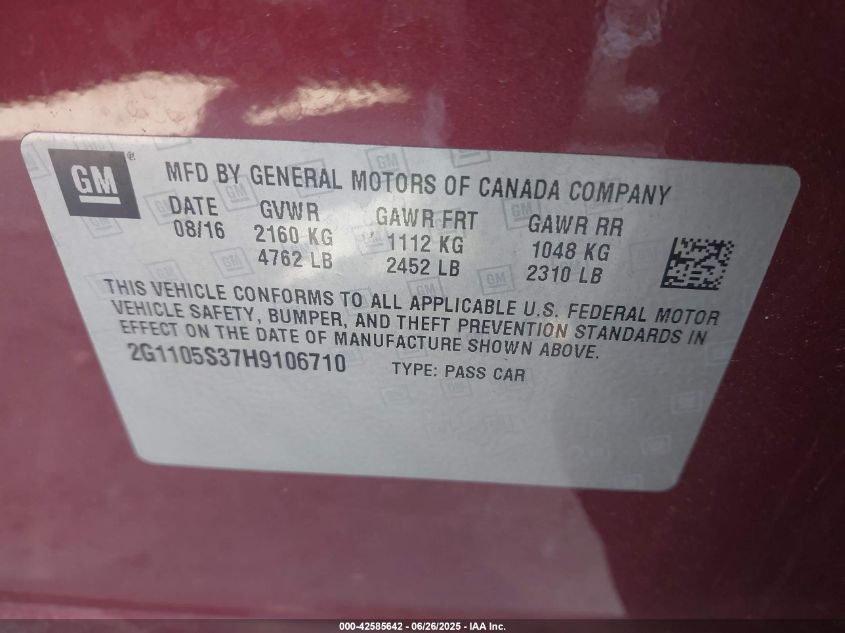 GM ® MFD BY GENERAL MOTORS OF CANADA COMPANY
DATE GVWR GAWR FRT GAWR RR
08/16 2160 KG 1112 KG 1048 KG
4762 LB 2452 LB 2310 LB
THIS VEHICLE CONFORMS TO ALL APPLICABLE U.S. FEDERAL MOTOR
VEHICLE SAFETY, BUMPER, AND THEFT PREVENTION STANDARDS IN
EFFECT ON THE DATE OF MANUFACTURE SHOWN ABOVE.
2G1105S37H9106710 TYPE: PASS CAR
000-42585642 - 06/26/2025 - IAA Inc.